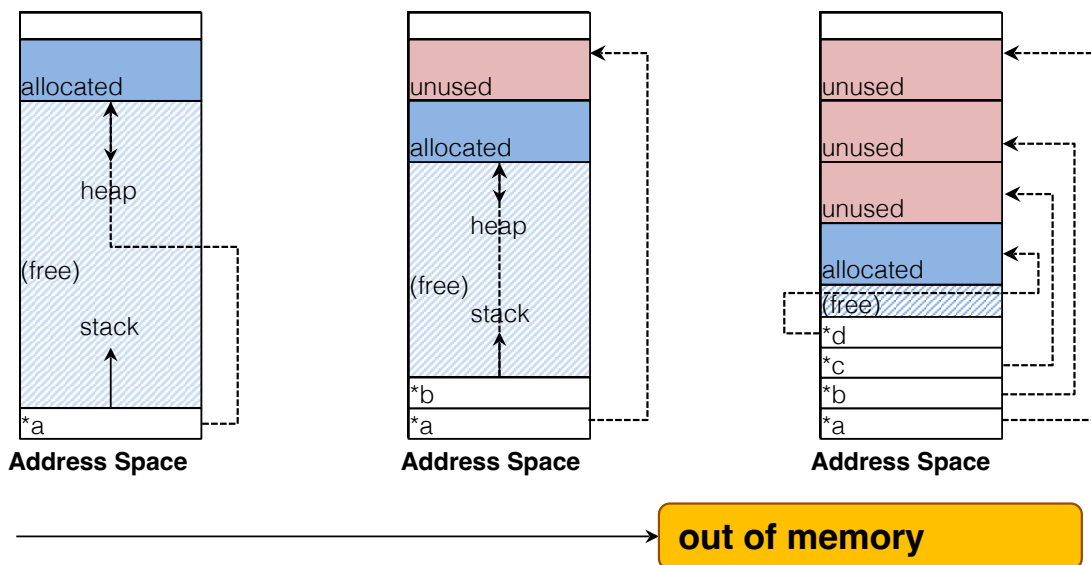 allocated
heap
(free)
stack
*a
Address Space
unused
allocated
heap
(free)
stack
*b
*a
Address Space
unused
unused
unused
allocated
(free)
*d
*c
*b
*a
Address Space
out of memory